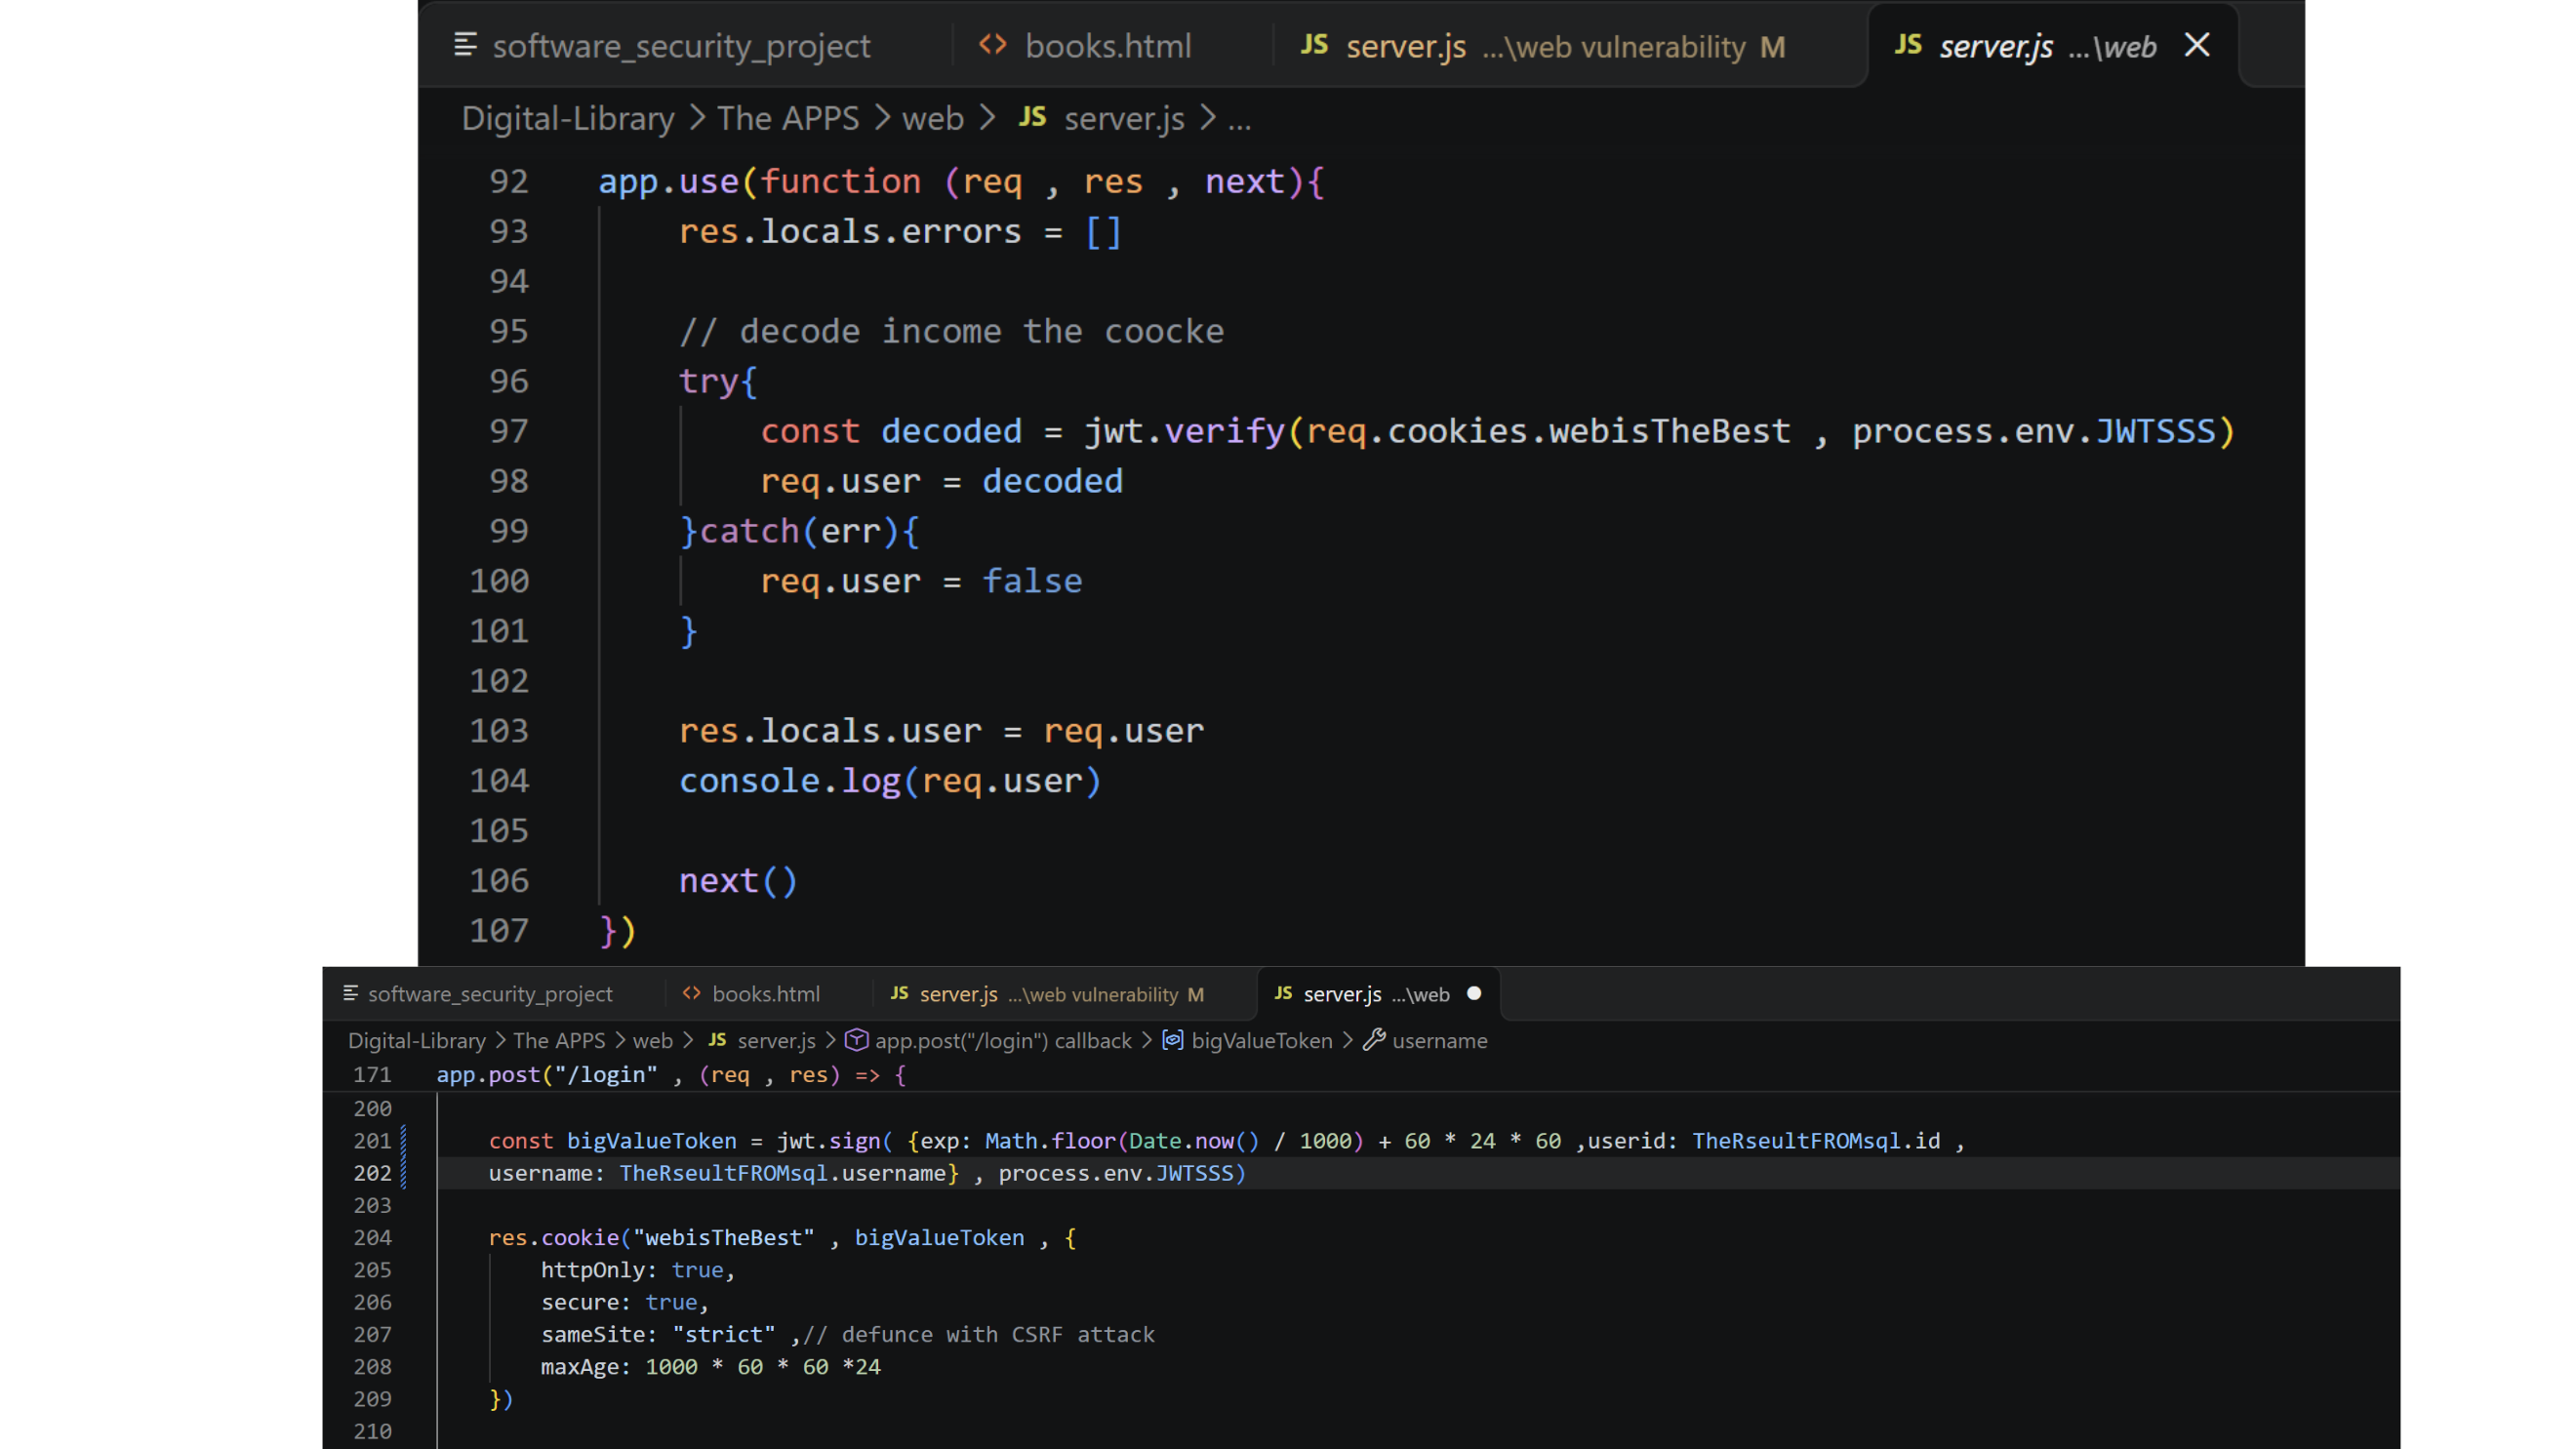 software_security_project books.html JS server.js ...\web vulnerability M JS server.js ...\web
Digital-Library > The APPS > web > JS server.js > ...
92 app.use(function (req , res , next){
93 res.locals.errors = []
94
95 // decode income the coocke
96 try{
97 const decoded = jwt.verify(req.cookies.webisTheBest , process.env.JWTSSS)
98 req.user = decoded
99 }catch(err){
100 req.user = false
101 }
102
103 res.locals.user = req.user
104 console.log(req.user)
105
106 next()
107 })
software_security_project books.html JS server.js ...\web vulnerability M JS server.js ...\web
Digital-Library > The APPS > web > JS server.js > app.post("/login") callback > bigValueToken > username
171 app.post("/login" , (req , res) => {
200
201 const bigValueToken = jwt.sign( {exp: Math.floor(Date.now() / 1000) + 60 * 24 * 60 ,userid: TheRseultFROMsql.id ,
202 username: TheRseultFROMsql.username} , process.env.JWTSSS)
203
204 res.cookie("webisTheBest" , bigValueToken , {
205 httpOnly: true,
206 secure: true,
207 sameSite: "strict" ,// defunce with CSRF attack
208 maxAge: 1000 * 60 * 60 *24
209 })
210